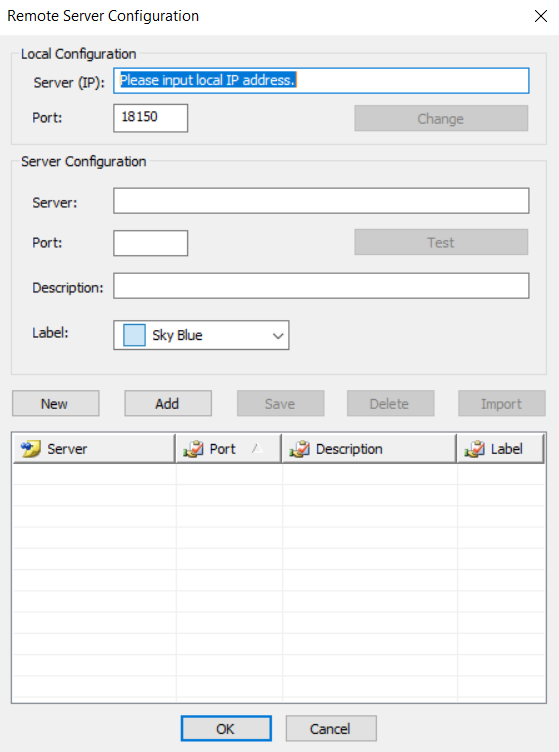 Remote Server Configuration
Local Configuration
Server (IP): Please input local IP address.
Port: 18150 Change
Server Configuration
Server:
Port: Test
Description:
Label: Sky Blue
New Add Save Delete Import
Server Port Description Label
OK Cancel